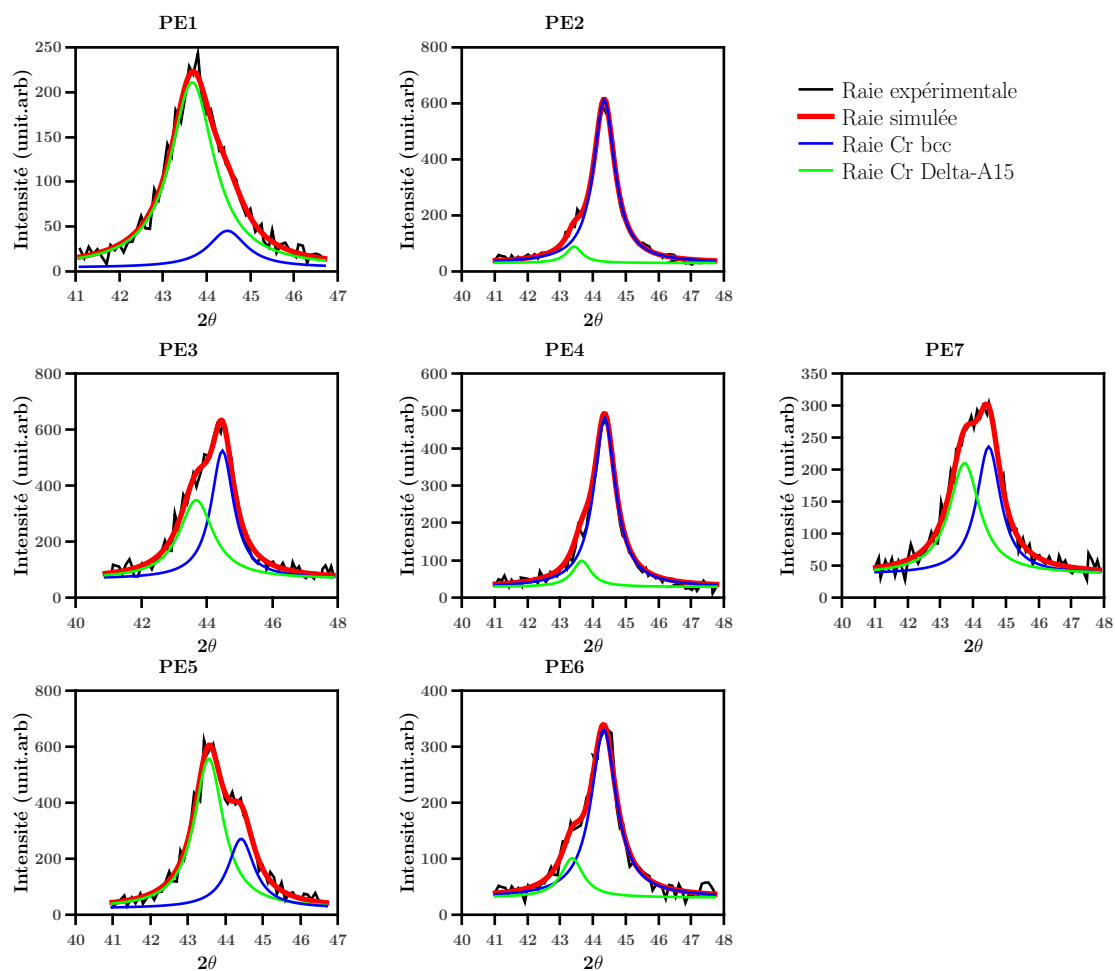 PE1
Intensité (unit.arb)
250
200
150
100
50
0
41 42 43 44 45 46 47
2θ
PE2
Intensité (unit.arb)
800
600
400
200
0
40 41 42 43 44 45 46 47 48
2θ
Raie expérimentale
Raie simulée
Raie Cr bcc
Raie Cr Delta-A15
PE3
Intensité (unit.arb)
800
600
400
200
0
40 42 44 46 48
2θ
PE4
Intensité (unit.arb)
600
500
400
300
200
100
0
40 41 42 43 44 45 46 47 48
2θ
PE7
Intensité (unit.arb)
350
300
250
200
150
100
50
0
40 41 42 43 44 45 46 47 48
2θ
PE5
Intensité (unit.arb)
800
600
400
200
0
40 41 42 43 44 45 46 47
2θ
PE6
Intensité (unit.arb)
400
300
200
100
0
40 41 42 43 44 45 46 47 48
2θ